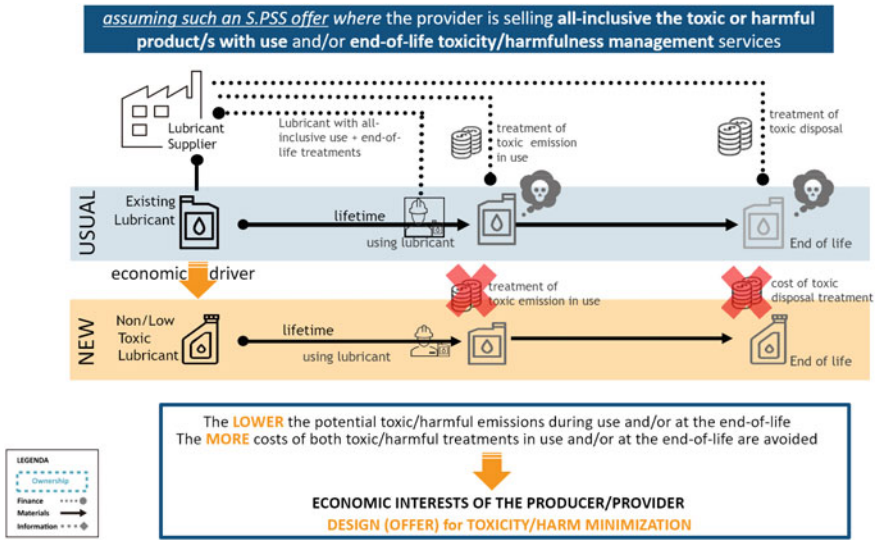 assuming such an S.PSS offer where the provider is selling all-inclusive the toxic or harmful
product/s with use and/or end-of-life toxicity/harmfulness management services
Lubricant
Supplier
Lubricant with all-
inclusive use + end-of-
life treatments
treatment of
toxic emission
in use
treatment of
toxic disposal
USUAL
Existing
Lubricant
lifetime
using lubricant
End of life
economic driver
treatment of
toxic emission in use
cost of toxic
disposal treatment
NEW
Non/Low
Toxic
Lubricant
lifetime
using lubricant
End of life
The LOWER the potential toxic/harmful emissions during use and/or at the end-of-life
The MORE costs of both toxic/harmful treatments in use and/or at the end-of-life are avoided
ECONOMIC INTERESTS OF THE PRODUCER/PROVIDER
DESIGN (OFFER) for TOXICITY/HARM MINIMIZATION
LEGENDA
Ownership
Finance
Materials
Information